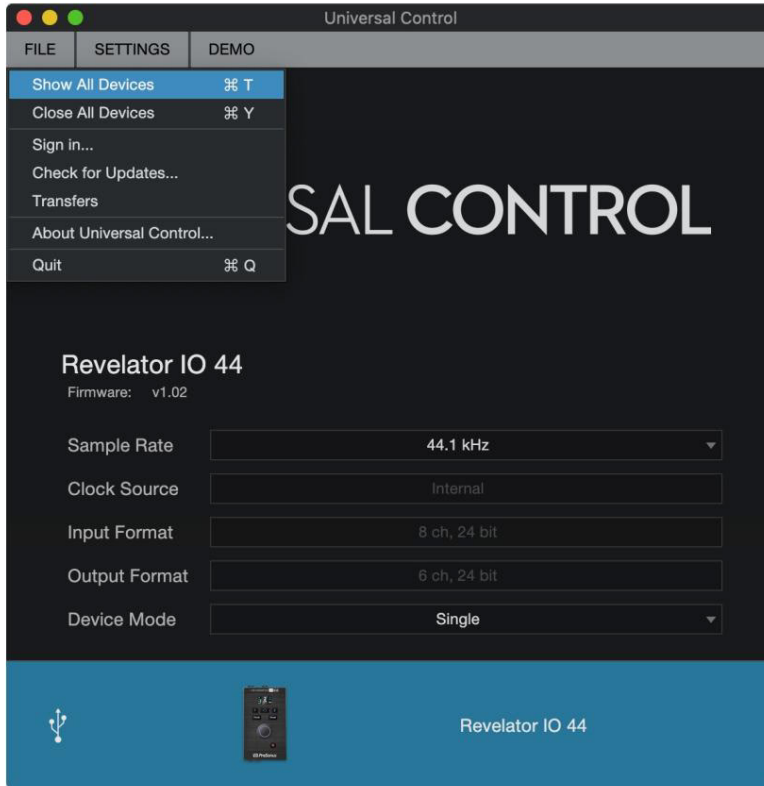 Universal Control
FILE SETTINGS DEMO
Show All Devices ⌘ T
Close All Devices ⌘ Y
Sign in...
Check for Updates...
Transfers
About Universal Control...
Quit ⌘ Q
SAL CONTROL
Revelator IO 44
Firmware: v1.02
Sample Rate 44.1 kHz
Clock Source Internal
Input Format 8 ch, 24 bit
Output Format 6 ch, 24 bit
Device Mode Single
PreSonus
Revelator IO 44